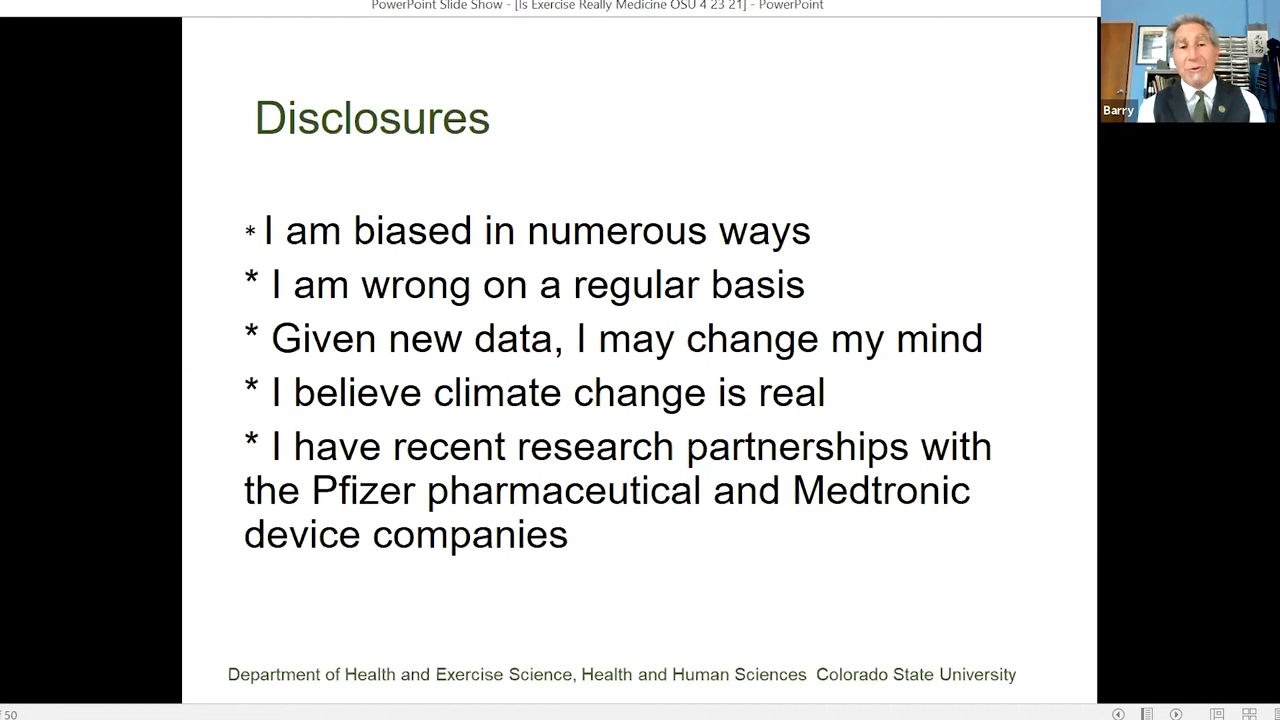 PowerPoint Slide Show - [Is Exercise Really Medicine OSU 4 23 21] - PowerPoint
Barry
Disclosures
* I am biased in numerous ways
* I am wrong on a regular basis
* Given new data, I may change my mind
* I believe climate change is real
* I have recent research partnerships with
the Pfizer pharmaceutical and Medtronic
device companies
Department of Health and Exercise Science, Health and Human Sciences Colorado State University
of 50